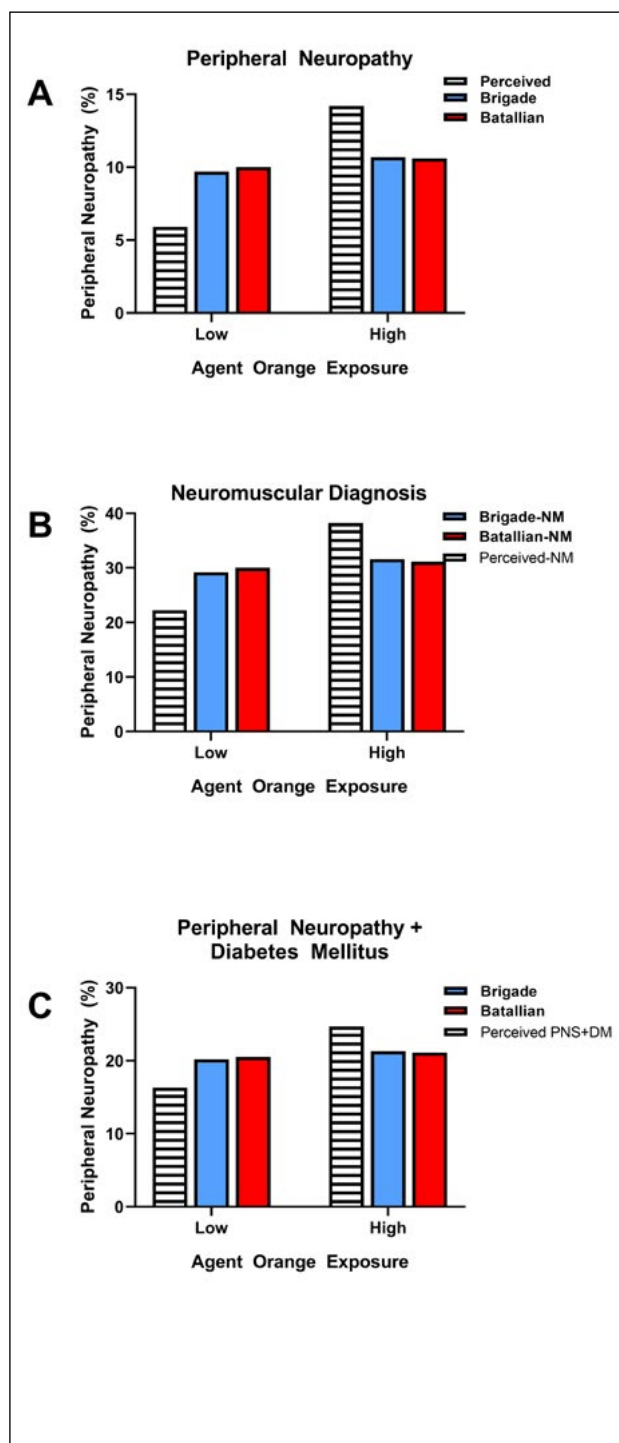 A
Peripheral Neuropathy
Perceived
Brigade
Batallian
Peripheral Neuropathy (%)
15
10
5
0
Low
High
Agent Orange Exposure
B
Neuromuscular Diagnosis
Brigade-NM
Batallian-NM
Perceived-NM
Peripheral Neuropathy (%)
40
30
20
10
0
Low
High
Agent Orange Exposure
C
Peripheral Neuropathy +
Diabetes Mellitus
Brigade
Batallian
Perceived PNS+DM
Peripheral Neuropathy (%)
30
20
10
0
Low
High
Agent Orange Exposure